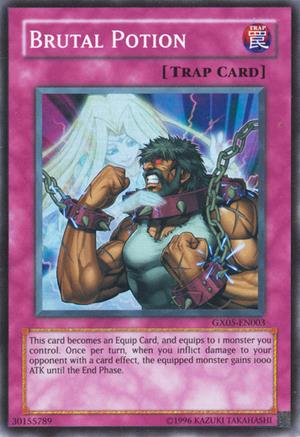 BRUTAL POTION
TRAP
罠
[TRAP CARD]
GX05-EN003
This card becomes an Equip Card, and equips to 1 monster you
control. Once per turn, when you inflict damage to your
opponent with a card effect, the equipped monster gains 1000
ATK until the End Phase.
30155789
©1996 KAZUKI TAKAHASHI